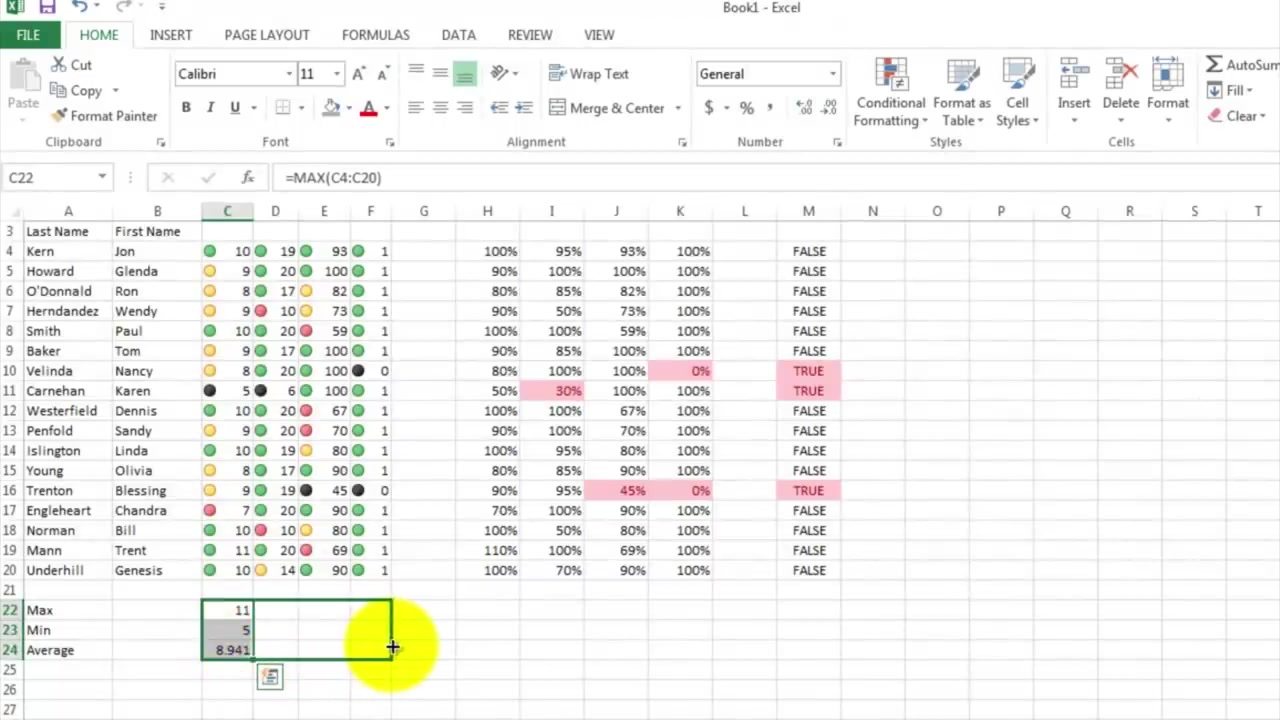 Book1 - Excel
FILE HOME INSERT PAGE LAYOUT FORMULAS DATA REVIEW VIEW
Paste
Cut
Copy
Format Painter
Clipboard
Calibri 11
B I U A
Font
Wrap Text
Merge & Center
Alignment
General
$ % ,
Number
Conditional Formatting
Format as Table
Cell Styles
Styles
Insert Delete Format
Cells
AutoSum
Fill
Clear
C22 fx =MAX(C4:C20)
A B C D E F G H I J K L M N O P Q R S T
3 Last Name First Name
4 Kern Jon 10 19 93 1 100% 95% 93% 100% FALSE
5 Howard Glenda 9 20 100 1 90% 100% 100% 100% FALSE
6 O'Donnald Ron 8 17 82 1 80% 85% 82% 100% FALSE
7 Herndandez Wendy 9 10 73 1 90% 50% 73% 100% FALSE
8 Smith Paul 10 20 59 1 100% 100% 59% 100% FALSE
9 Baker Tom 9 17 100 1 90% 85% 100% 100% FALSE
10 Velinda Nancy 8 20 100 0 80% 100% 100% 0% TRUE
11 Carnehan Karen 5 6 100 1 50% 30% 100% 100% TRUE
12 Westerfield Dennis 10 20 67 1 100% 100% 67% 100% FALSE
13 Penfold Sandy 9 20 70 1 90% 100% 70% 100% FALSE
14 Islington Linda 10 19 80 1 100% 95% 80% 100% FALSE
15 Young Olivia 8 17 90 1 80% 85% 90% 100% FALSE
16 Trenton Blessing 9 19 45 0 90% 95% 45% 0% TRUE
17 Engleheart Chandra 7 20 90 1 70% 100% 90% 100% FALSE
18 Norman Bill 10 10 80 1 100% 50% 80% 100% FALSE
19 Mann Trent 11 20 69 1 110% 100% 69% 100% FALSE
20 Underhill Genesis 10 14 90 1 100% 70% 90% 100% FALSE
21
22 Max 11
23 Min 5
24 Average 8.941
25
26
27